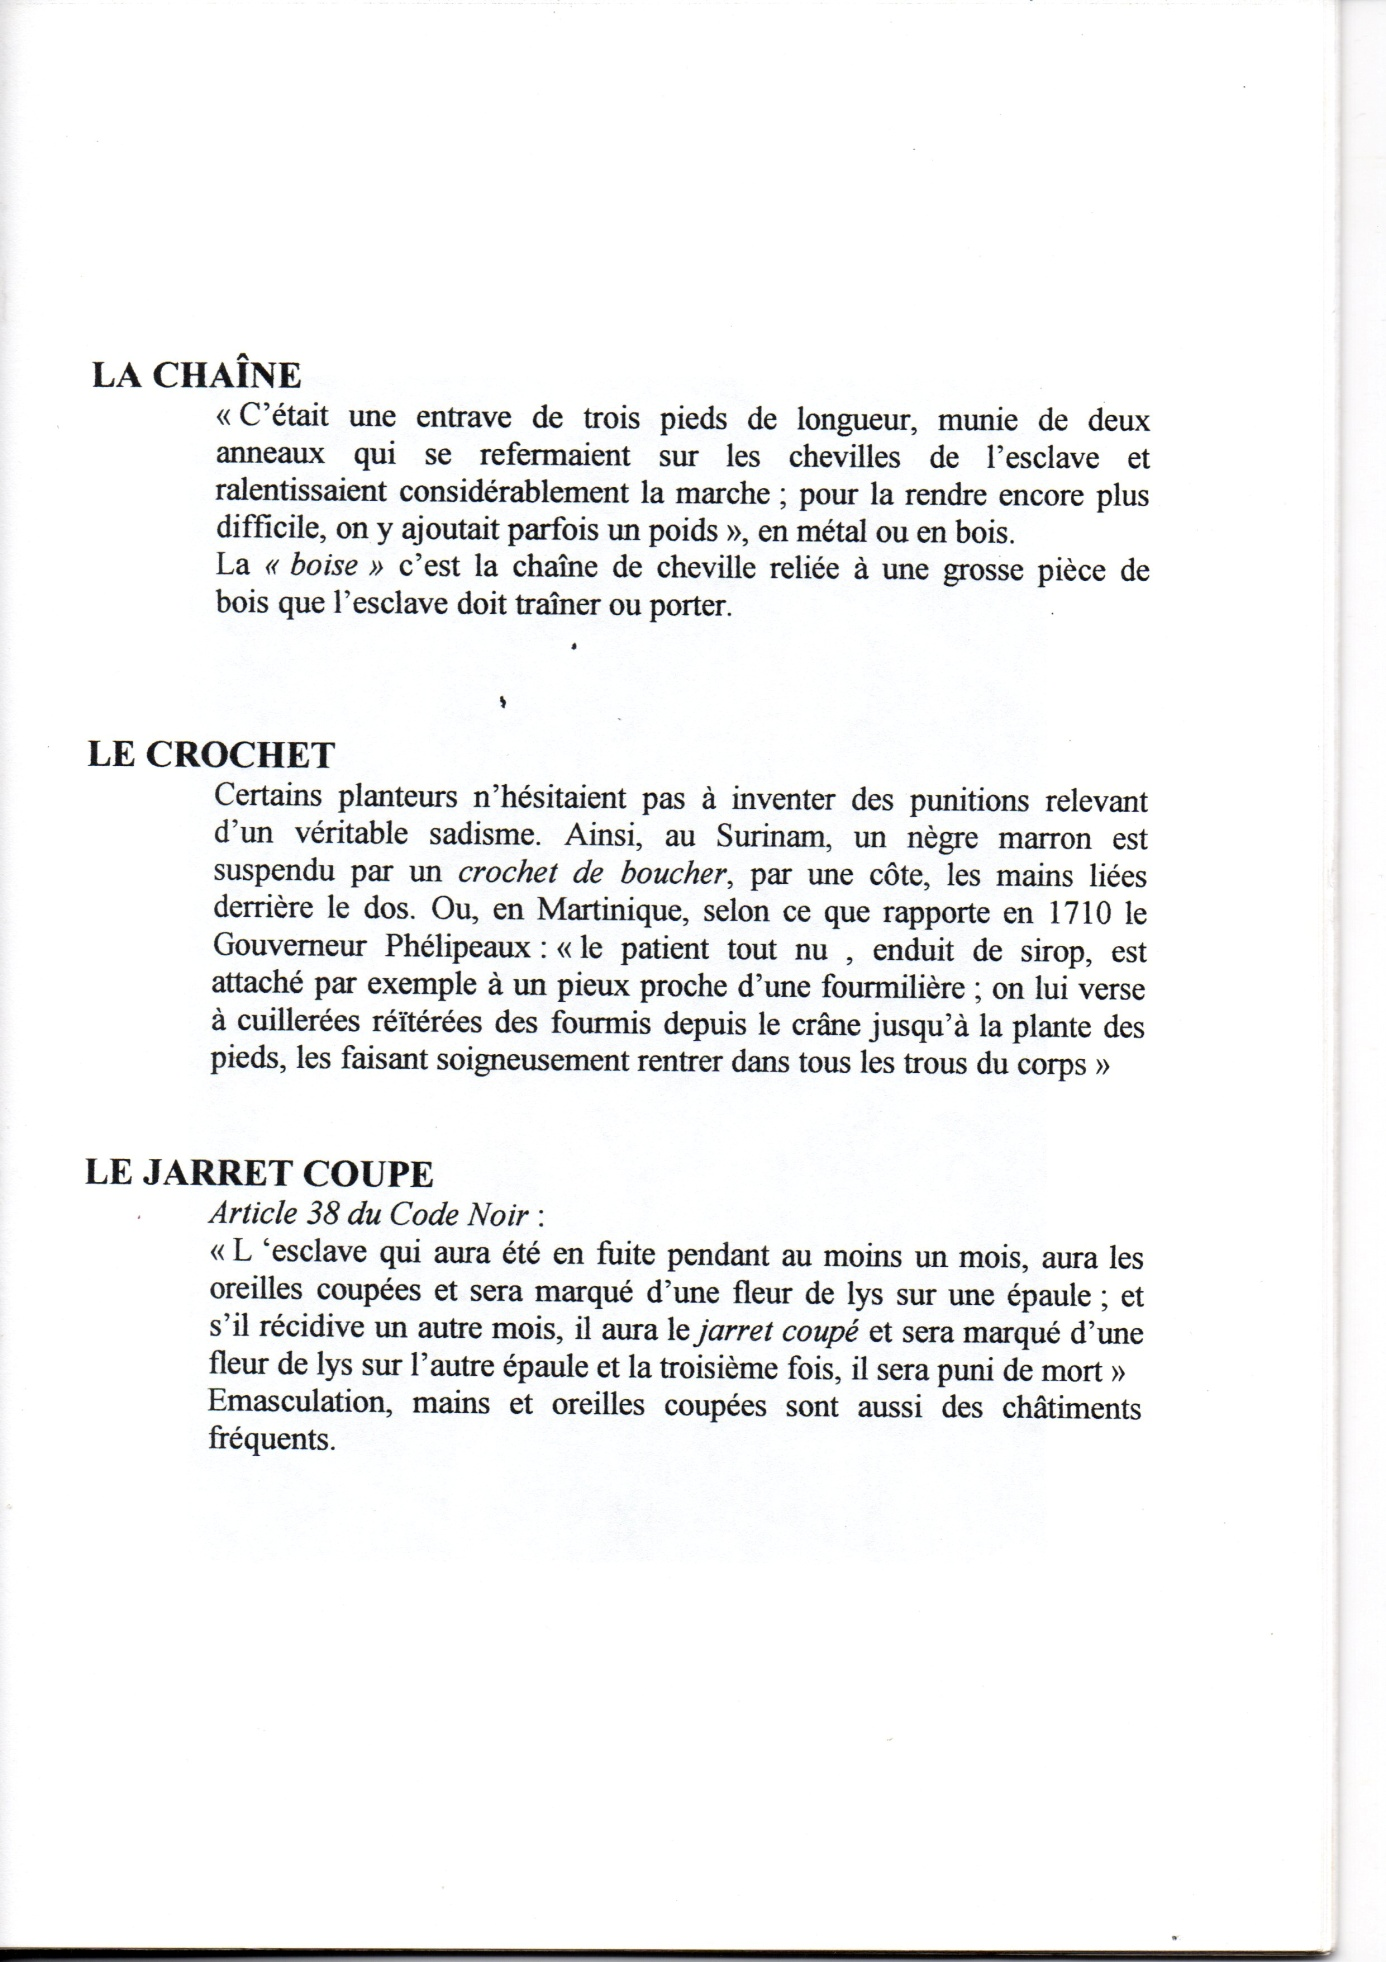 LA CHAÎNE
« C’était une entrave de trois pieds de longueur, munie de deux
anneaux qui se refermaient sur les chevilles de l’esclave et
ralentissaient considérablement la marche ; pour la rendre encore plus
difficile, on y ajoutait parfois un poids », en métal ou en bois.
La « boise » c’est la chaîne de cheville reliée à une grosse pièce de
bois que l’esclave doit traîner ou porter.
LE CROCHET
Certains planteurs n’hésitaient pas à inventer des punitions relevant
d’un véritable sadisme. Ainsi, au Surinam, un nègre marron est
suspendu par un crochet de boucher, par une côte, les mains liées
derrière le dos. Ou, en Martinique, selon ce que rapporte en 1710 le
Gouverneur Phélipeaux : « le patient tout nu , enduit de sirop, est
attaché par exemple à un pieux proche d’une fourmilière ; on lui verse
à cuillerées réïtérées des fourmis depuis le crâne jusqu’à la plante des
pieds, les faisant soigneusement rentrer dans tous les trous du corps »
LE JARRET COUPE
Article 38 du Code Noir :
« L ‘esclave qui aura été en fuite pendant au moins un mois, aura les
oreilles coupées et sera marqué d’une fleur de lys sur une épaule ; et
s’il récidive un autre mois, il aura le jarret coupé et sera marqué d’une
fleur de lys sur l’autre épaule et la troisième fois, il sera puni de mort »
Emasculation, mains et oreilles coupées sont aussi des châtiments
fréquents.